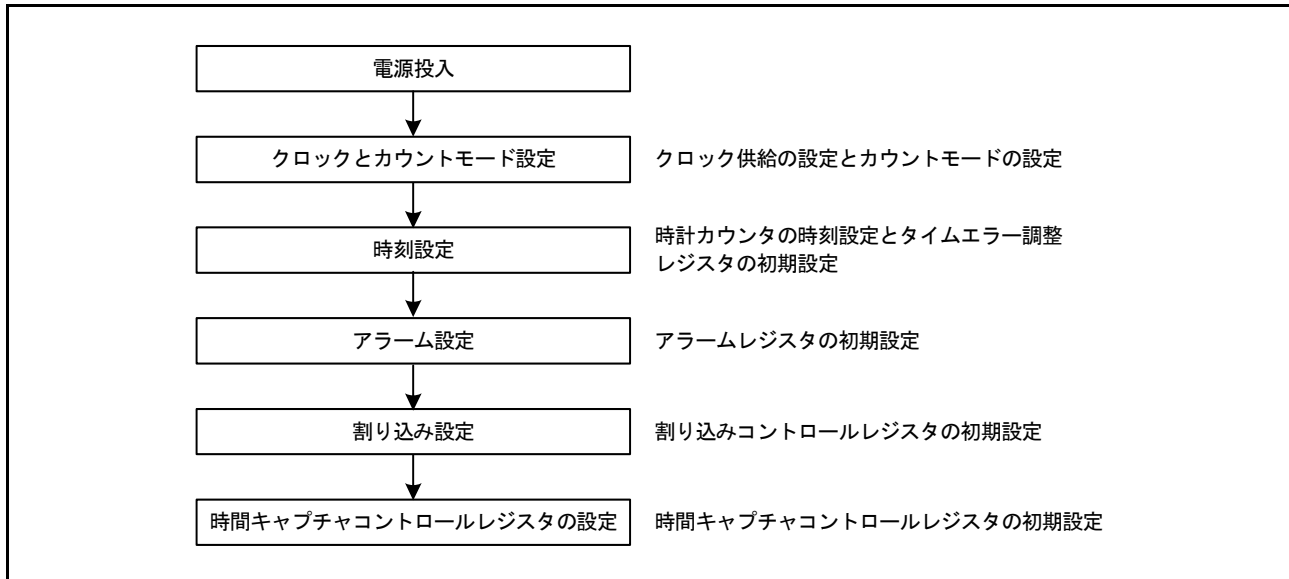 電源投入
クロックとカウントモード設定
クロック供給の設定とカウントモードの設定
時刻設定
時計カウンタの時刻設定とタイムエラー調整
レジスタの初期設定
アラーム設定
アラームレジスタの初期設定
割り込み設定
割り込みコントロールレジスタの初期設定
時間キャプチャコントロールレジスタの設定
時間キャプチャコントロールレジスタの初期設定